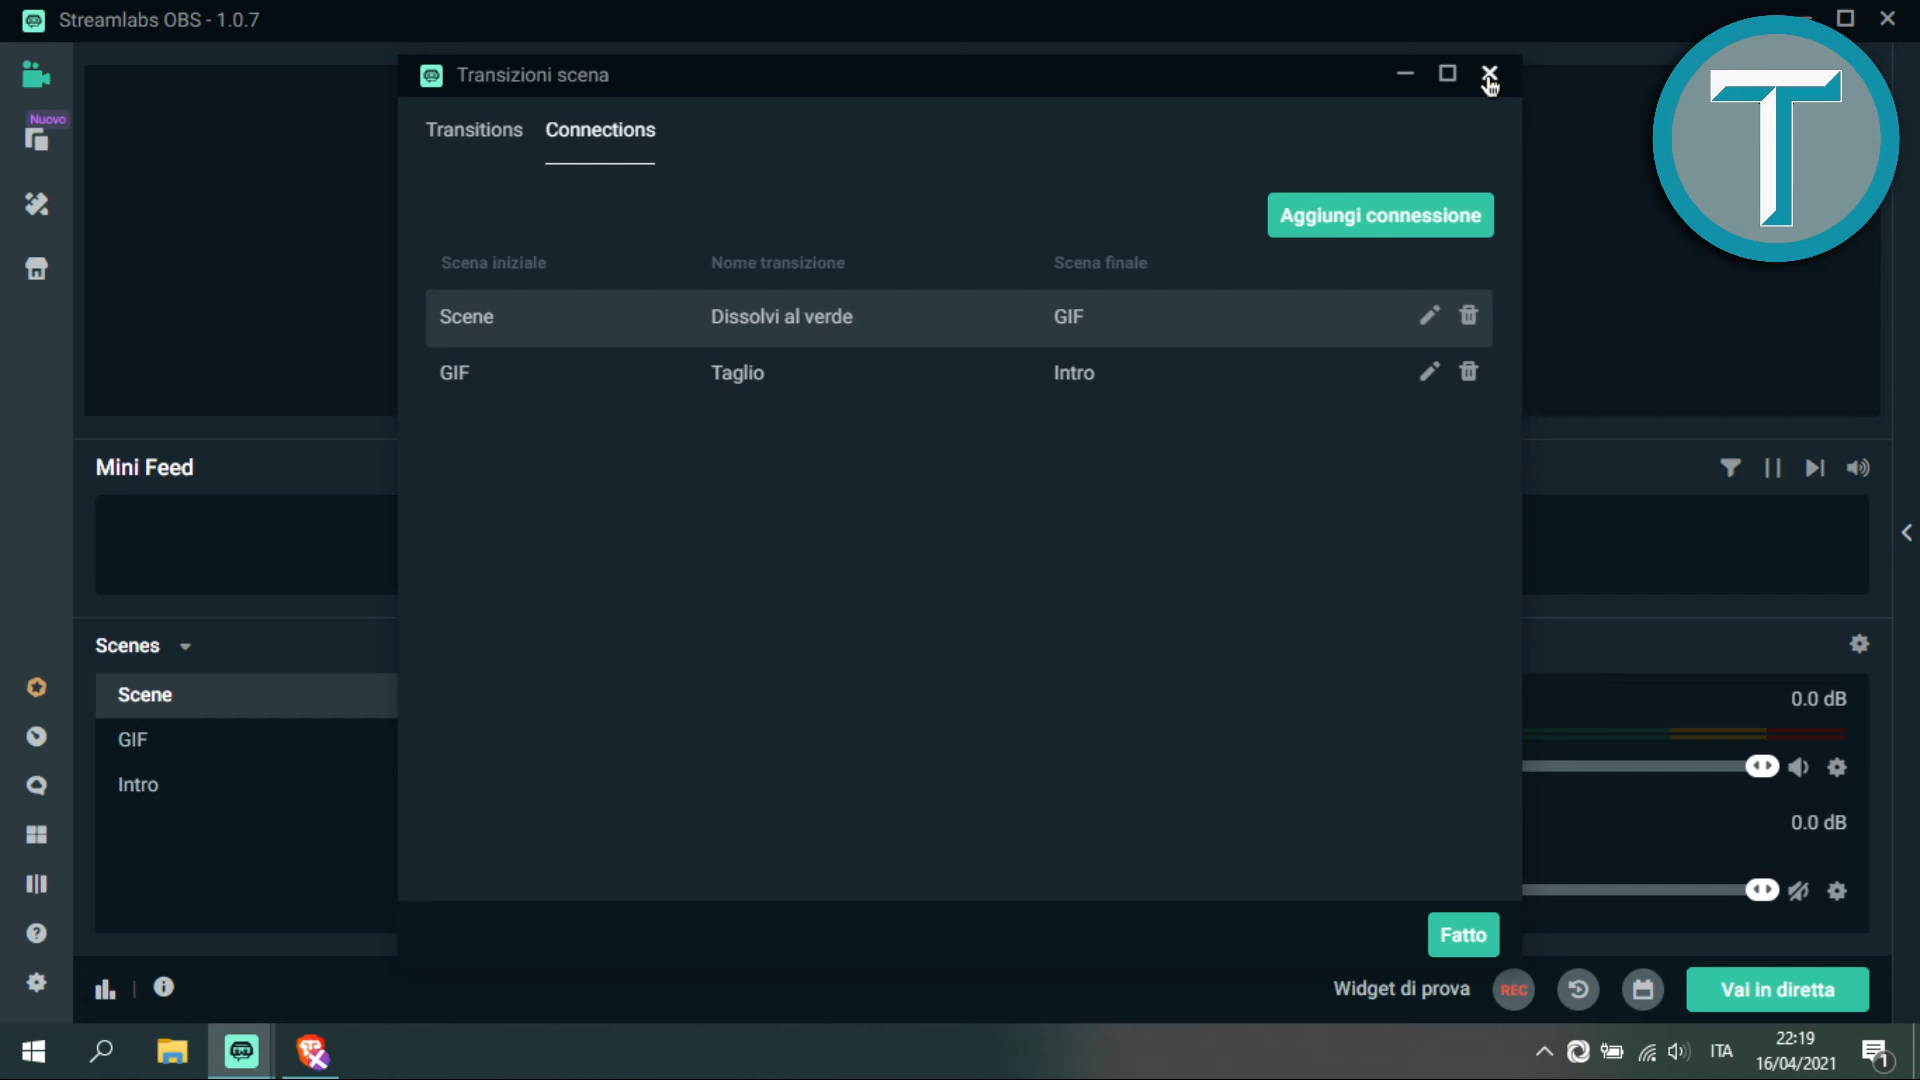 Streamlabs OBS - 1.0.7
Transizioni scena
Nuovo
Transitions Connections
Aggiungi connessione
Scena iniziale Nome transizione Scena finale
Scene Dissolvi al verde GIF
GIF Taglio Intro
Mini Feed
Scenes
Scene
GIF
Intro
0.0 dB
0.0 dB
Fatto
Widget di prova REC Vai in diretta
T
ITA
22:19
16/04/2021
1